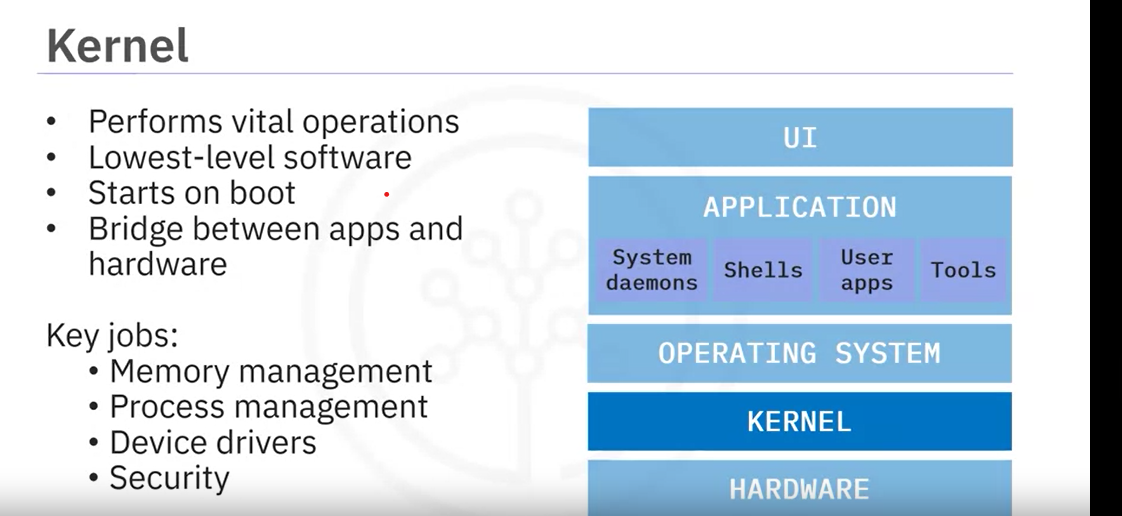 Kernel
• Performs vital operations
• Lowest-level software
• Starts on boot
• Bridge between apps and
hardware
Key jobs:
• Memory management
• Process management
• Device drivers
• Security
UI
APPLICATION
System
daemons
Shells
User
apps
Tools
OPERATING SYSTEM
KERNEL
HARDWARE